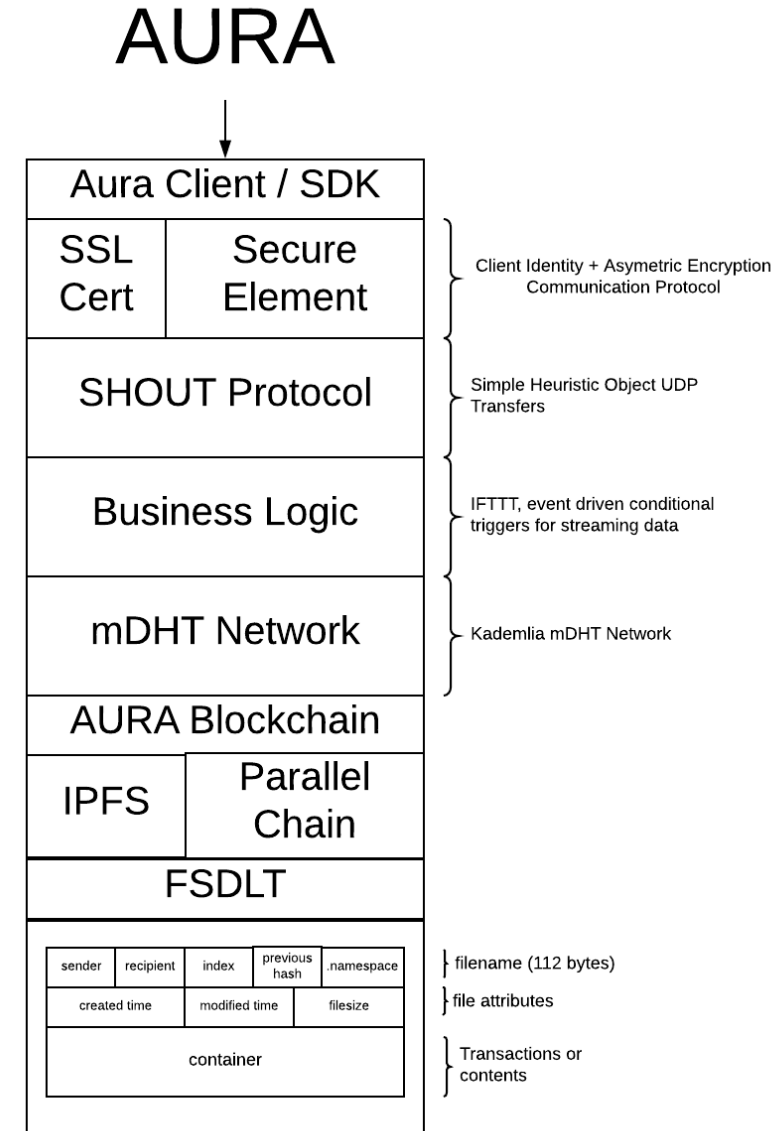 AURA
Aura Client / SDK
SSL
Cert
Secure
Element
Client Identity + Asymetric Encryption
Communication Protocol
SHOUT Protocol
Simple Heuristic Object UDP
Transfers
Business Logic
IFTTT, event driven conditional
triggers for streaming data
mDHT Network
Kademlia mDHT Network
AURA Blockchain
IPFS
Parallel
Chain
FSDLT
sender
recipient
index
previous
hash
.namespace
filename (112 bytes)
created time
modified time
filesize
file attributes
container
Transactions or
contents